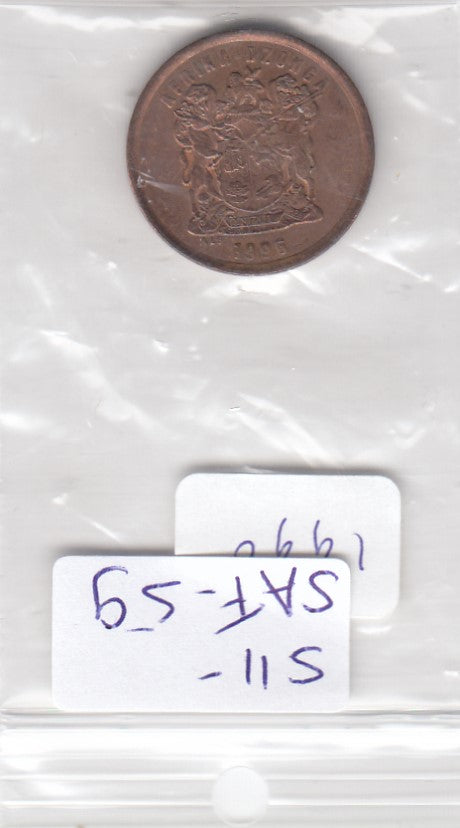 AFRIKA DZONGA
1996
S11 -
SAF-59